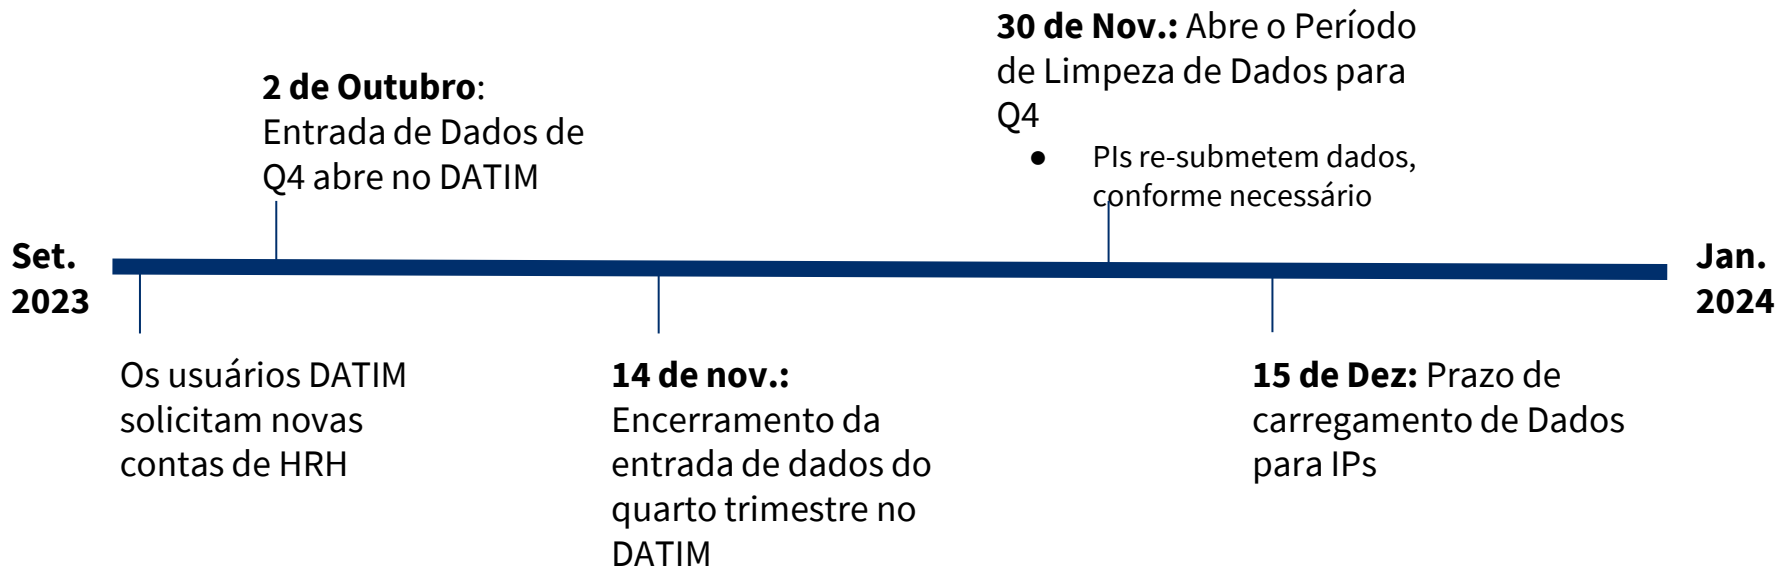 30 de Nov.: Abre o Período
de Limpeza de Dados para
Q4
● PIs re-submetem dados,
conforme necessário
2 de Outubro:
Entrada de Dados de
Q4 abre no DATIM
Set.
2023
Jan.
2024
Os usuários DATIM
solicitam novas
contas de HRH
14 de nov.:
Encerramento da
entrada de dados do
quarto trimestre no
DATIM
15 de Dez: Prazo de
carregamento de Dados
para IPs